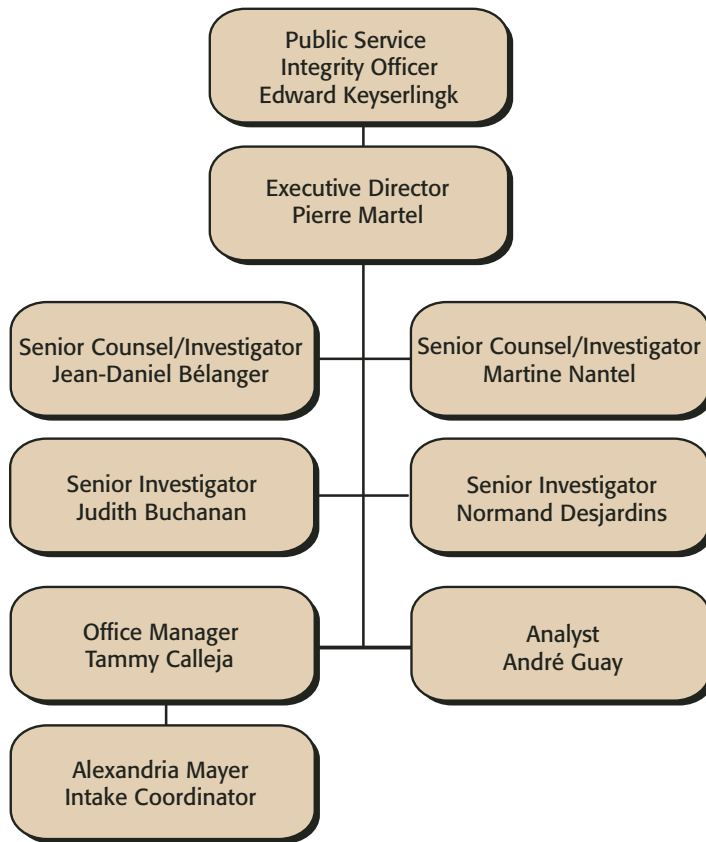 Public Service
Integrity Officer
Edward Keyserlingk
Executive Director
Pierre Martel
Senior Counsel/Investigator
Jean-Daniel Bélanger
Senior Counsel/Investigator
Martine Nantel
Senior Investigator
Judith Buchanan
Senior Investigator
Normand Desjardins
Office Manager
Tammy Calleja
Analyst
André Guay
Alexandria Mayer
Intake Coordinator